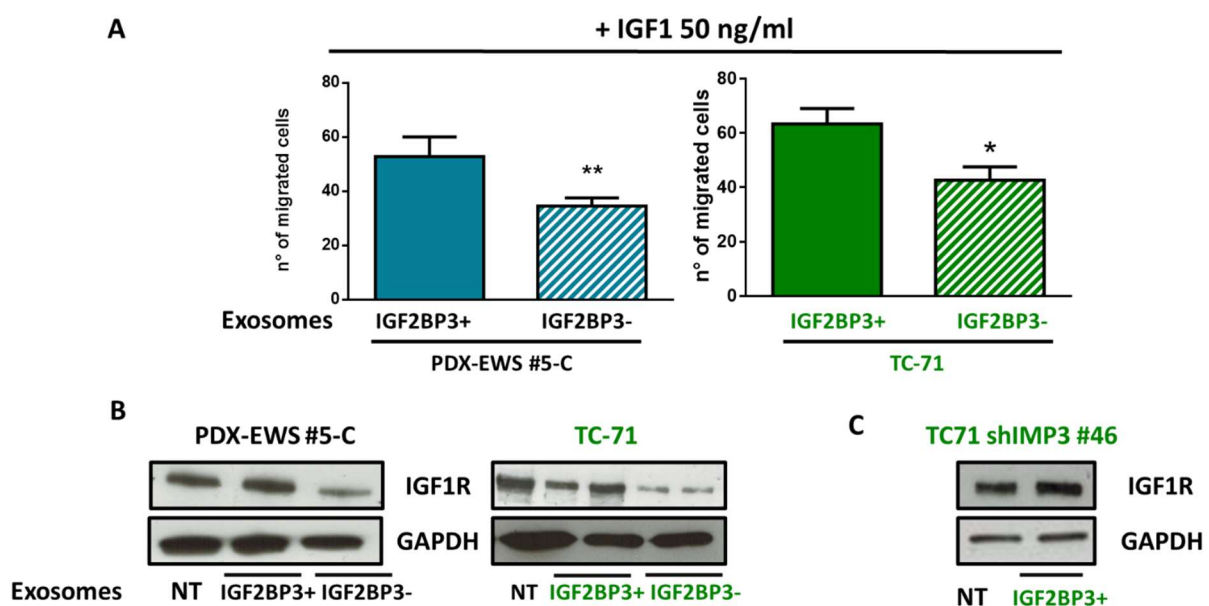 A
+ IGF1 50 ng/ml
n° of migrated cells
80
60
40
20
0
**
n° of migrated cells
80
60
40
20
0
*
Exosomes IGF2BP3+ IGF2BP3- IGF2BP3+ IGF2BP3-
PDX-EWS #5-C TC-71
B
PDX-EWS #5-C TC-71
IGF1R
GAPDH
Exosomes NT IGF2BP3+ IGF2BP3- NT IGF2BP3+ IGF2BP3-
C
TC71 shIMP3 #46
IGF1R
GAPDH
NT IGF2BP3+